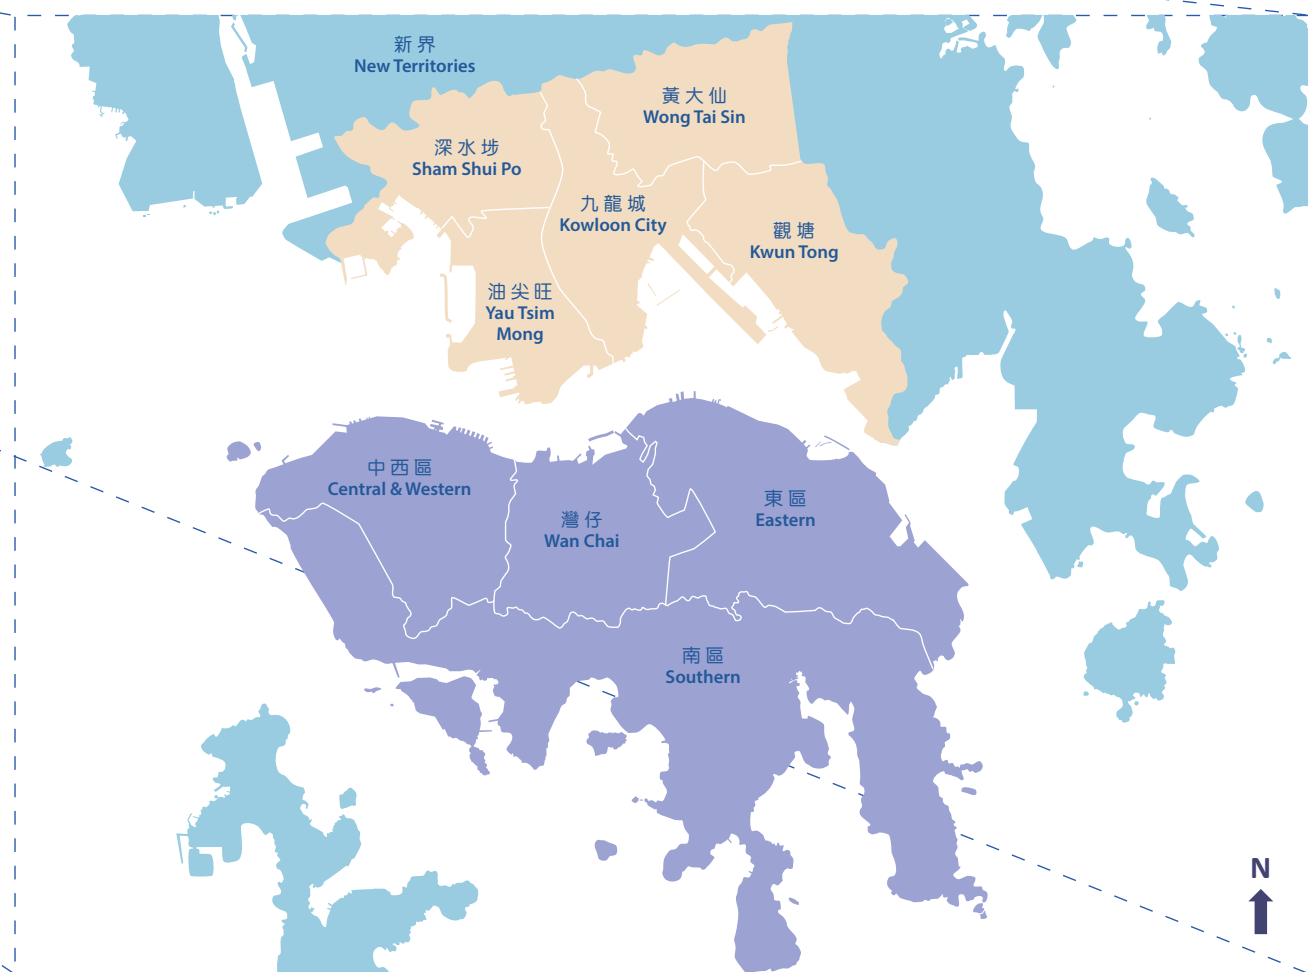 新界
New Territories
黃大仙
Wong Tai Sin
深水埗
Sham Shui Po
九龍城
Kowloon City
觀塘
Kwun Tong
油尖旺
Yau Tsim
Mong
中西區
Central & Western
東區
Eastern
灣仔
Wan Chai
南區
Southern
N